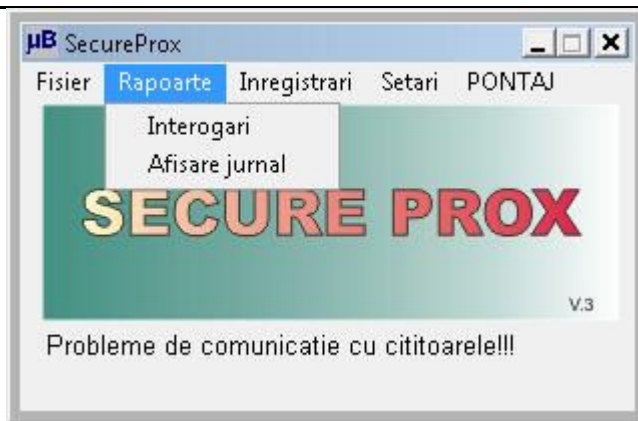 µB SecureProx
Fisier Rapoarte Inregistrari Setari PONTAJ
Interogari
Afisare jurnal
SECURE PROX
V.3
Probleme de comunicatie cu cititoarele!!!